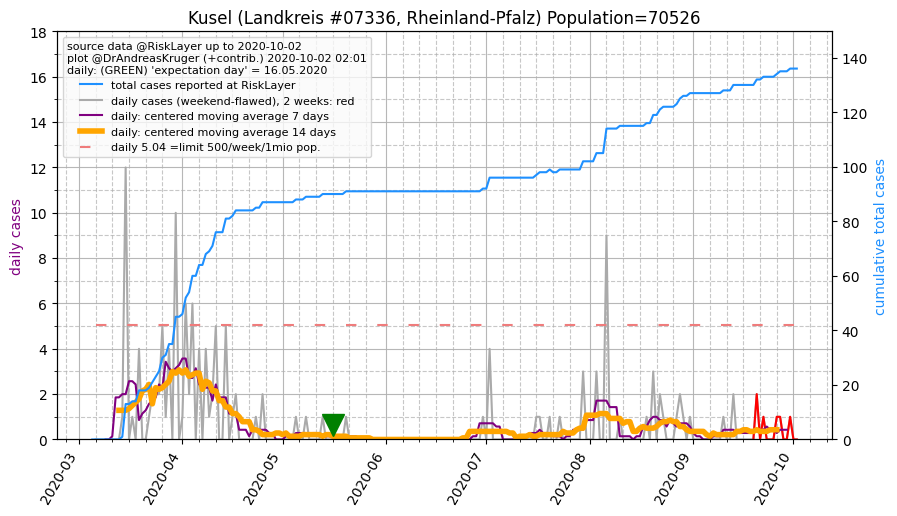 Kusel (Landkreis #07336, Rheinland-Pfalz) Population=70526
source data @RiskLayer up to 2020-10-02
plot @DrAndreasKruger (+contrib.) 2020-10-02 02:01
daily: (GREEN) 'expectation day' = 16.05.2020
total cases reported at RiskLayer
daily cases (weekend-flawed), 2 weeks: red
daily: centered moving average 7 days
daily: centered moving average 14 days
daily 5.04 =limit 500/week/1mio pop.
daily cases
18
16
14
12
10
8
6
4
2
0
cumulative total cases
140
120
100
80
60
40
20
0
2020-03
2020-04
2020-05
2020-06
2020-07
2020-08
2020-09
2020-10